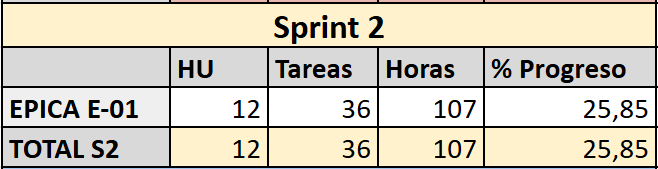 Sprint 2
HU Tareas Horas % Progreso
EPICA E-01 12 36 107 25,85
TOTAL S2 12 36 107 25,85